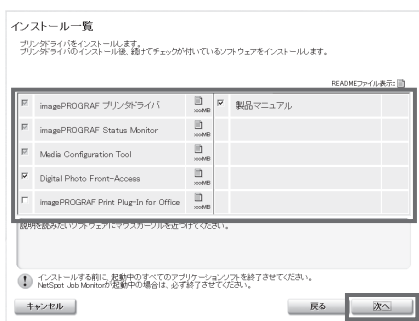 インストール一覧
プリンタドライバをインストールします。
プリンタドライバのインストール後、続けてチェックが付いているソフトウェアをインストールします。
READMEファイル表示:
imagePROGRAF プリンタドライバ xxxMB 製品マニュアル
imagePROGRAF Status Monitor xxxMB
Media Configuration Tool xxxMB
Digital Photo Front-Access xxxMB
imagePROGRAF Print Plug-In for Office xxxMB
説明を読みたいソフトウェアにマウスカーソルを近づけてください。
インストールする前に、起動中のすべてのアプリケーションソフトを終了させてください。
NetSpot Job Monitorが起動中の場合は、必ず終了させてください。
キャンセル 戻る 次へ